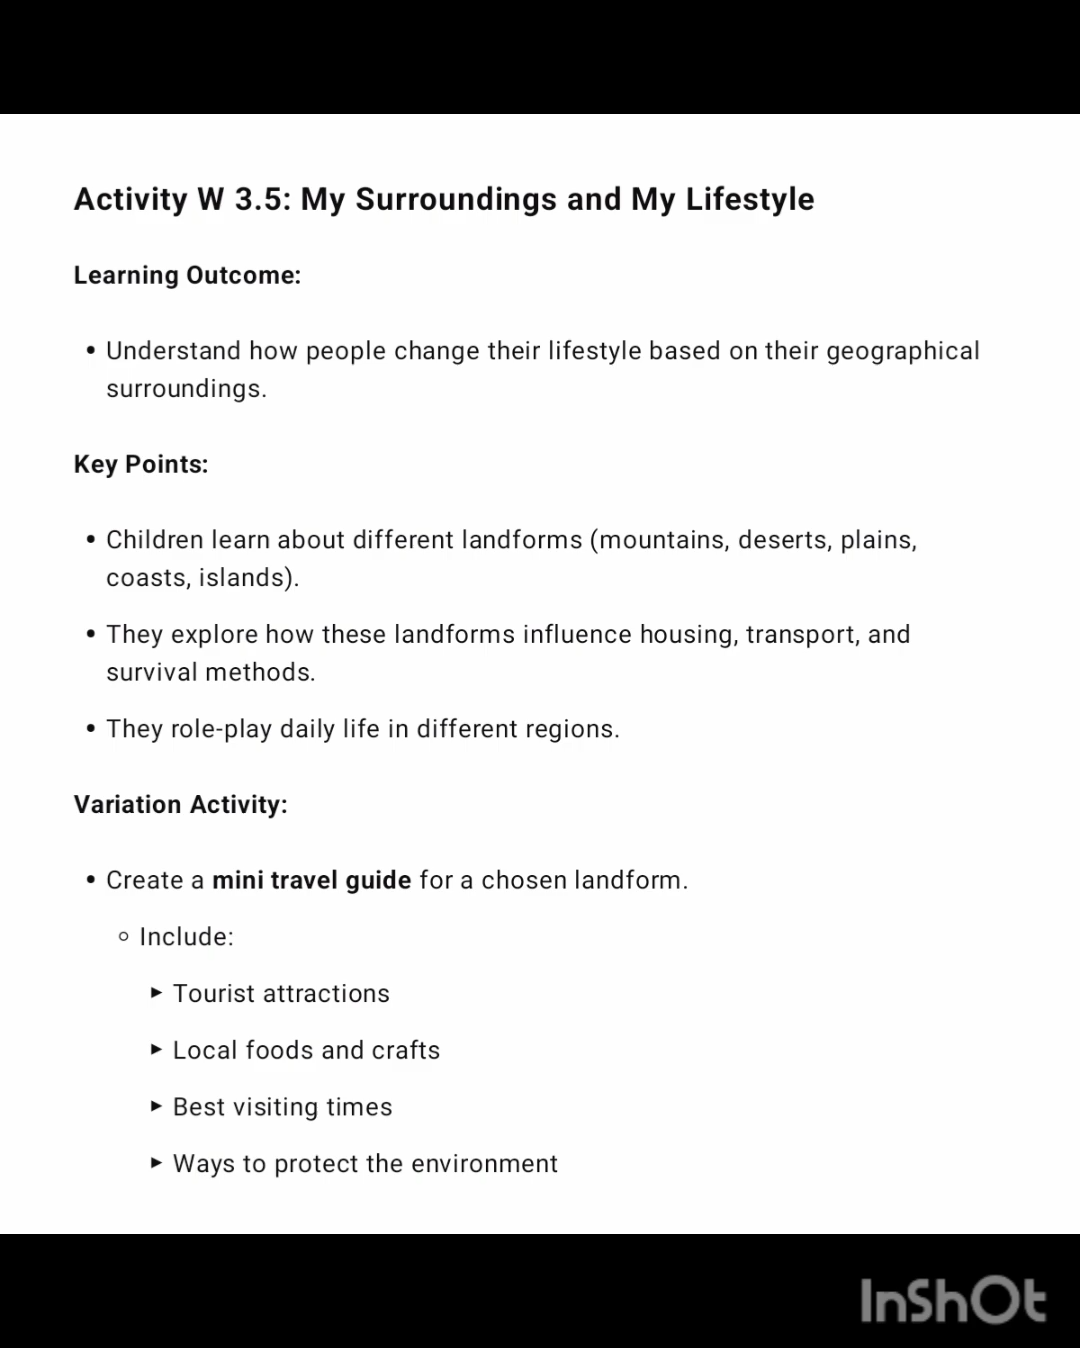 Activity W 3.5: My Surroundings and My Lifestyle
Learning Outcome:
• Understand how people change their lifestyle based on their geographical
surroundings.
Key Points:
• Children learn about different landforms (mountains, deserts, plains,
coasts, islands).
• They explore how these landforms influence housing, transport, and
survival methods.
• They role-play daily life in different regions.
Variation Activity:
• Create a mini travel guide for a chosen landform.
○ Include:
► Tourist attractions
► Local foods and crafts
► Best visiting times
► Ways to protect the environment
InShOt